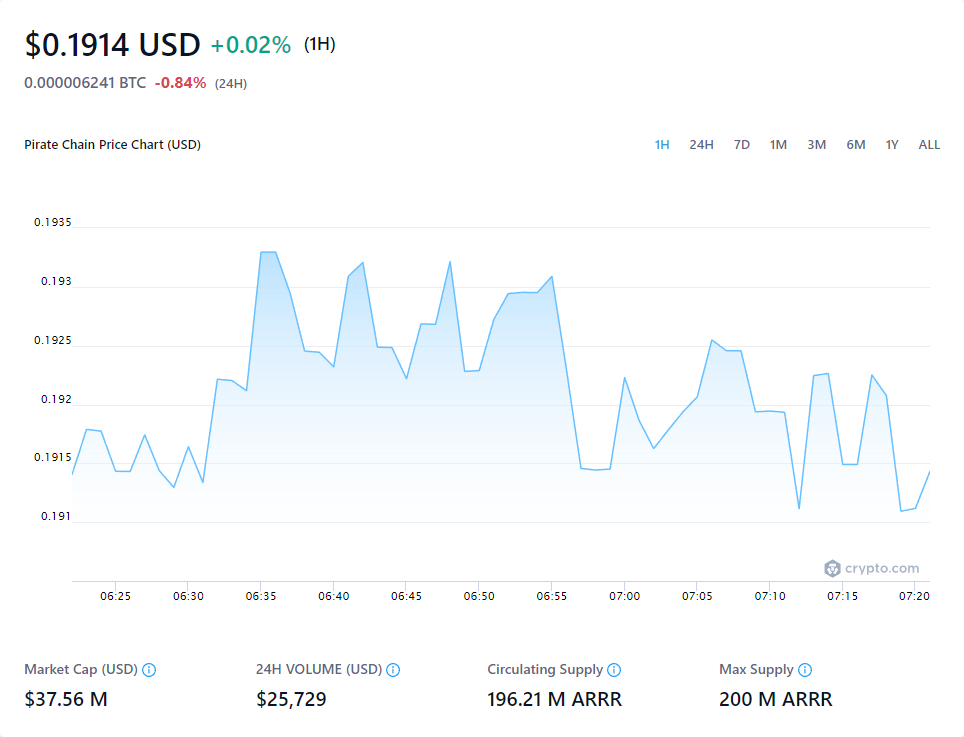 $0.1914 USD +0.02% (1H)
0.000006241 BTC -0.84% (24H)
Pirate Chain Price Chart (USD) 1H 24H 7D 1M 3M 6M 1Y ALL
0.1935
0.193
0.1925
0.192
0.1915
0.191
crypto.com
06:25 06:30 06:35 06:40 06:45 06:50 06:55 07:00 07:05 07:10 07:15 07:20
Market Cap (USD) 24H VOLUME (USD) Circulating Supply Max Supply
$37.56 M $25,729 196.21 M ARRR 200 M ARRR